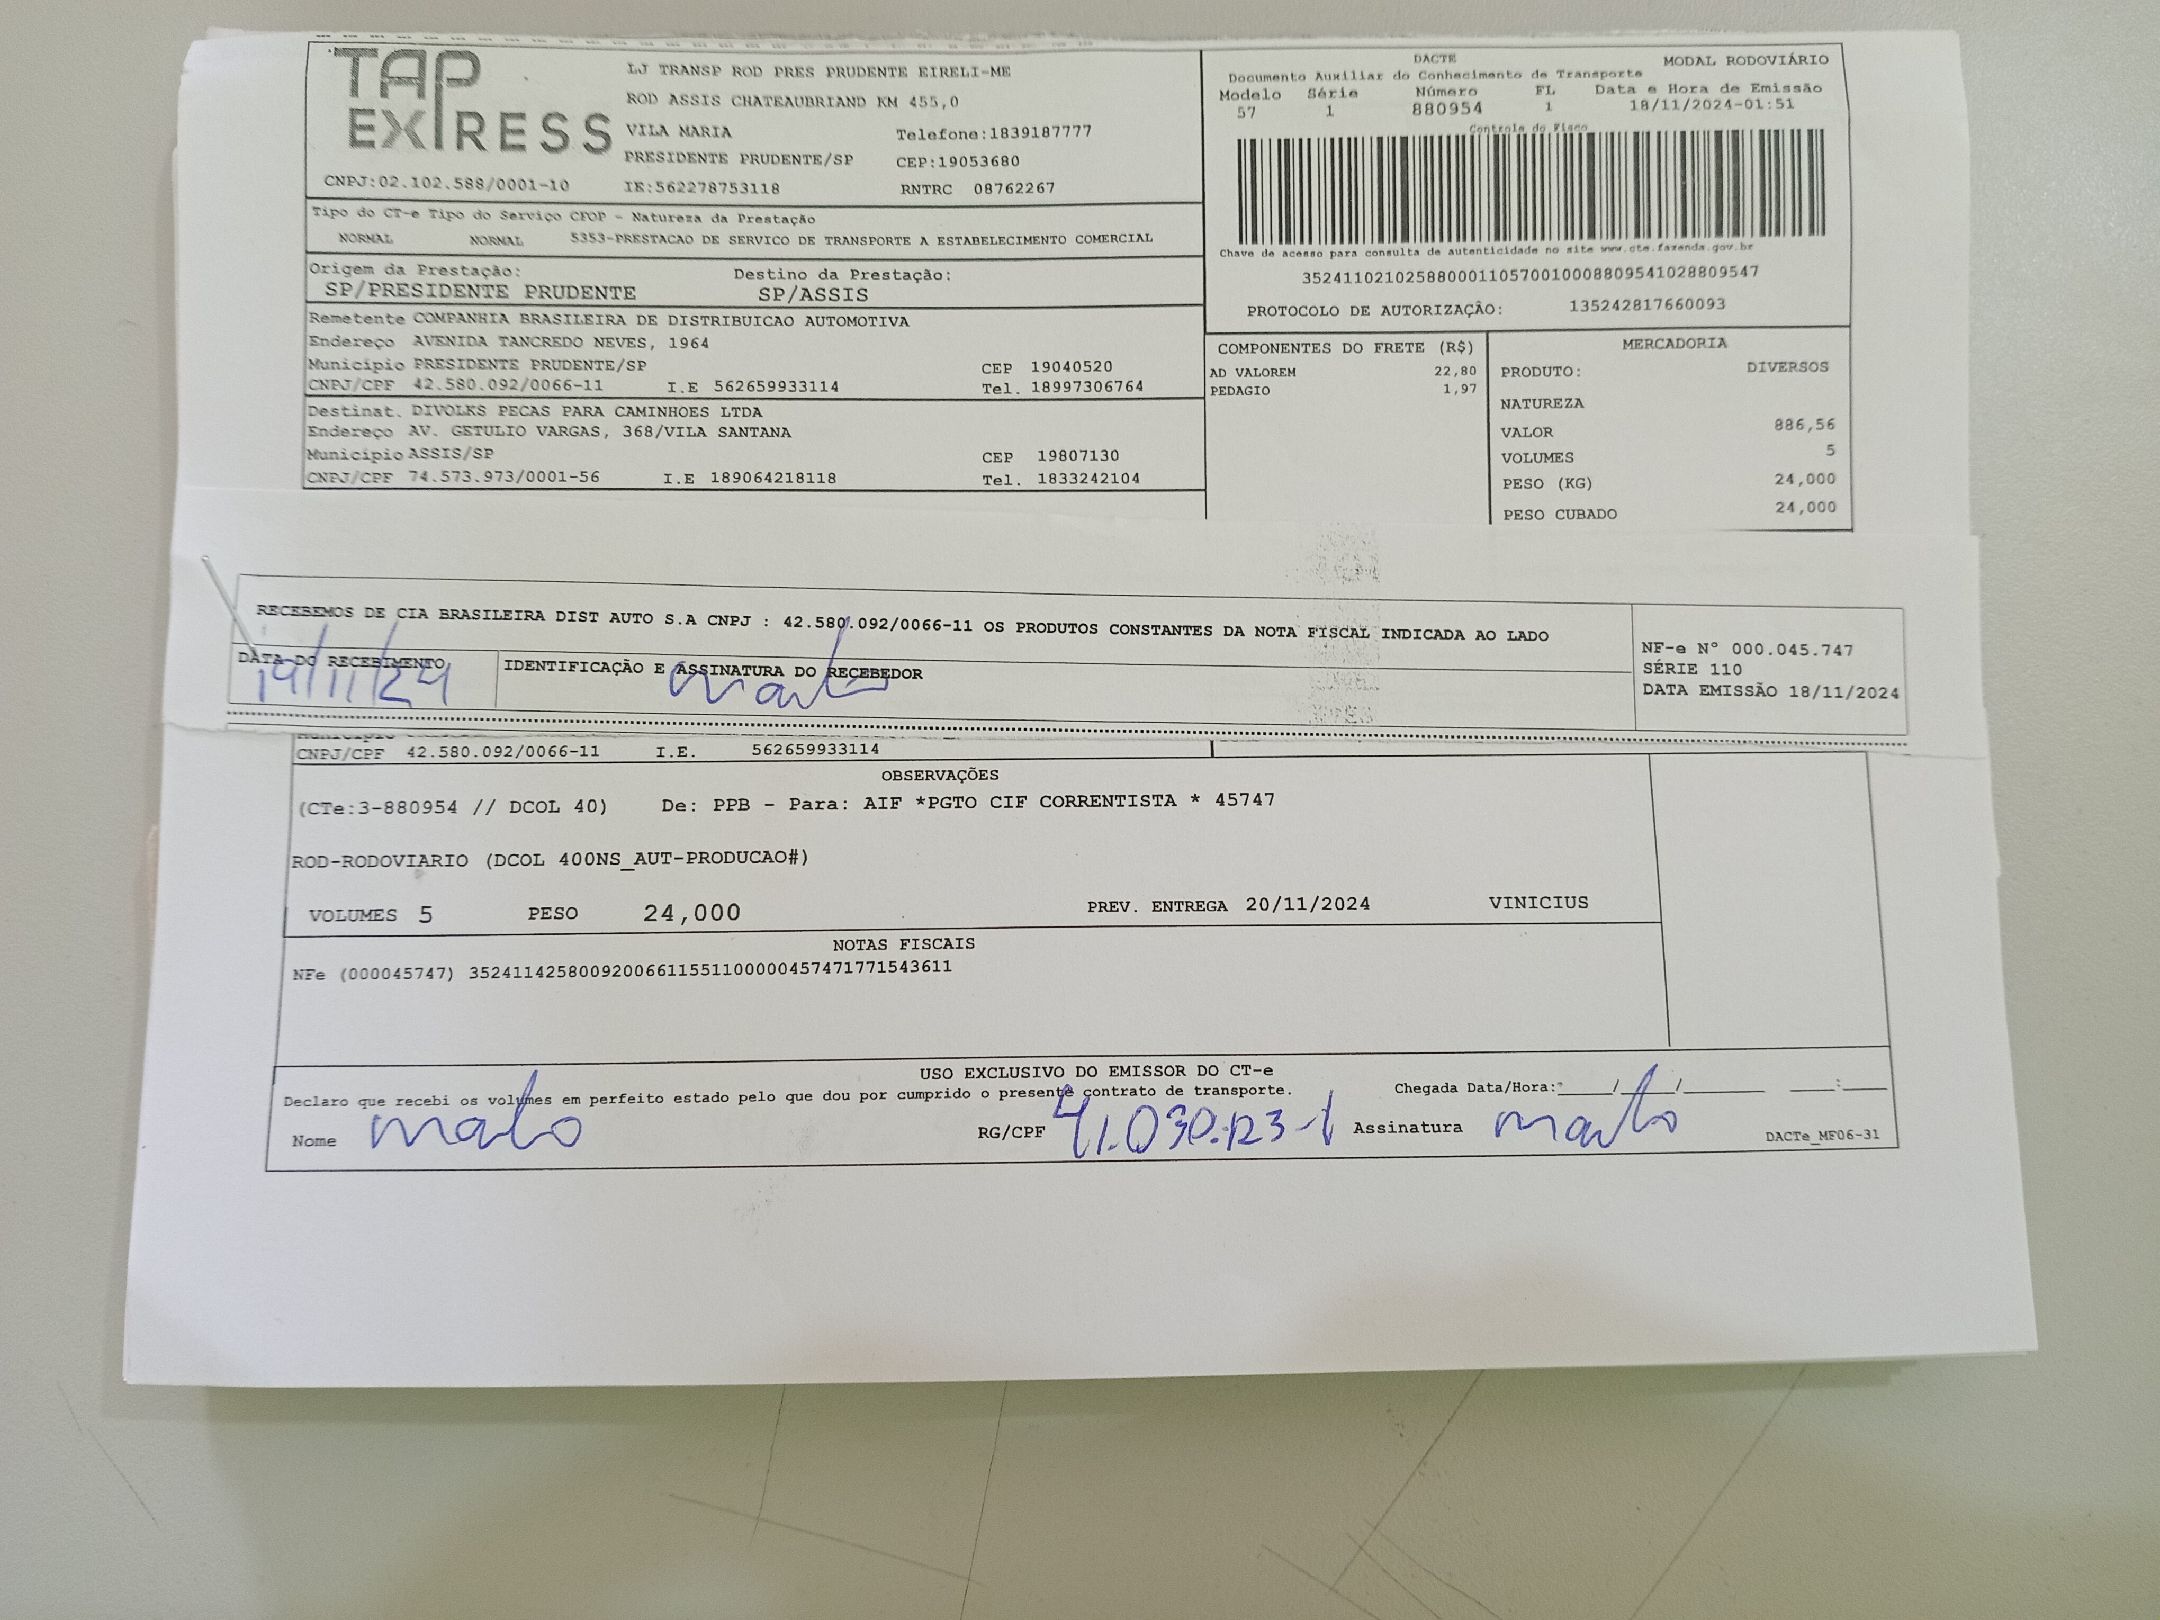 TAP EXPRESS
LJ TRANSP ROD PRES PRUDENTE EIRELI-ME
ROD ASSIS CHATEAUBRIAND KM 455,0
VILA MARIA Telefone:1839187777
PRESIDENTE PRUDENTE/SP CEP:19053680
CNPJ:02.102.588/0001-10 IE:562278753118 RNTRC 08762267
DACTE MODAL RODOVIÁRIO
Documento Auxiliar do Conhecimento de Transporte
Modelo Série Número FL Data e Hora de Emissão
57 1 880954 1 18/11/2024-01:51
Controle do Fisco
Chave de acesso para consulta de autenticidade no site www.cte.fazenda.gov.br
35241102102588000110570010008809541028809547
PROTOCOLO DE AUTORIZAÇÃO: 135242817660093
Tipo do CT-e Tipo do Serviço CFOP - Natureza da Prestação
NORMAL NORMAL 5353-PRESTACAO DE SERVICO DE TRANSPORTE A ESTABELECIMENTO COMERCIAL
Origem da Prestação: Destino da Prestação:
SP/PRESIDENTE PRUDENTE SP/ASSIS
Remetente COMPANHIA BRASILEIRA DE DISTRIBUICAO AUTOMOTIVA
Endereço AVENIDA TANCREDO NEVES, 1964
Município PRESIDENTE PRUDENTE/SP CEP 19040520
CNPJ/CPF 42.580.092/0066-11 I.E 562659933114 Tel. 18997306764
Destinat. DIVOLKS PECAS PARA CAMINHOES LTDA
Endereço AV. GETULIO VARGAS, 368/VILA SANTANA
Município ASSIS/SP CEP 19807130
CNPJ/CPF 74.573.973/0001-56 I.E 189064218118 Tel. 1833242104
COMPONENTES DO FRETE (R$)
AD VALOREM 22,80
PEDAGIO 1,97
MERCADORIA
PRODUTO: DIVERSOS
NATUREZA
VALOR 886,56
VOLUMES 5
PESO (KG) 24,000
PESO CUBADO 24,000
RECEBEMOS DE CIA BRASILEIRA DIST AUTO S.A CNPJ : 42.580.092/0066-11 OS PRODUTOS CONSTANTES DA NOTA FISCAL INDICADA AO LADO
DATA DO RECEBIMENTO IDENTIFICAÇÃO E ASSINATURA DO RECEBEDOR
19/11/24
NF-e N° 000.045.747
SÉRIE 110
DATA EMISSÃO 18/11/2024
CNPJ/CPF 42.580.092/0066-11 I.E. 562659933114
OBSERVAÇÕES
(CTe:3-880954 // DCOL 40) De: PPB - Para: AIF *PGTO CIF CORRENTISTA * 45747
ROD-RODOVIARIO (DCOL 400NS_AUT-PRODUCAO#)
VOLUMES 5 PESO 24,000 PREV. ENTREGA 20/11/2024 VINICIUS
NOTAS FISCAIS
NFe (000045747) 35241142580092006611551100000457471771543611
USO EXCLUSIVO DO EMISSOR DO CT-e
Declaro que recebi os volumes em perfeito estado pelo que dou por cumprido o presente contrato de transporte. Chegada Data/Hora:
Nome RG/CPF 41.030.123-1 Assinatura
DACTe_MF06-31